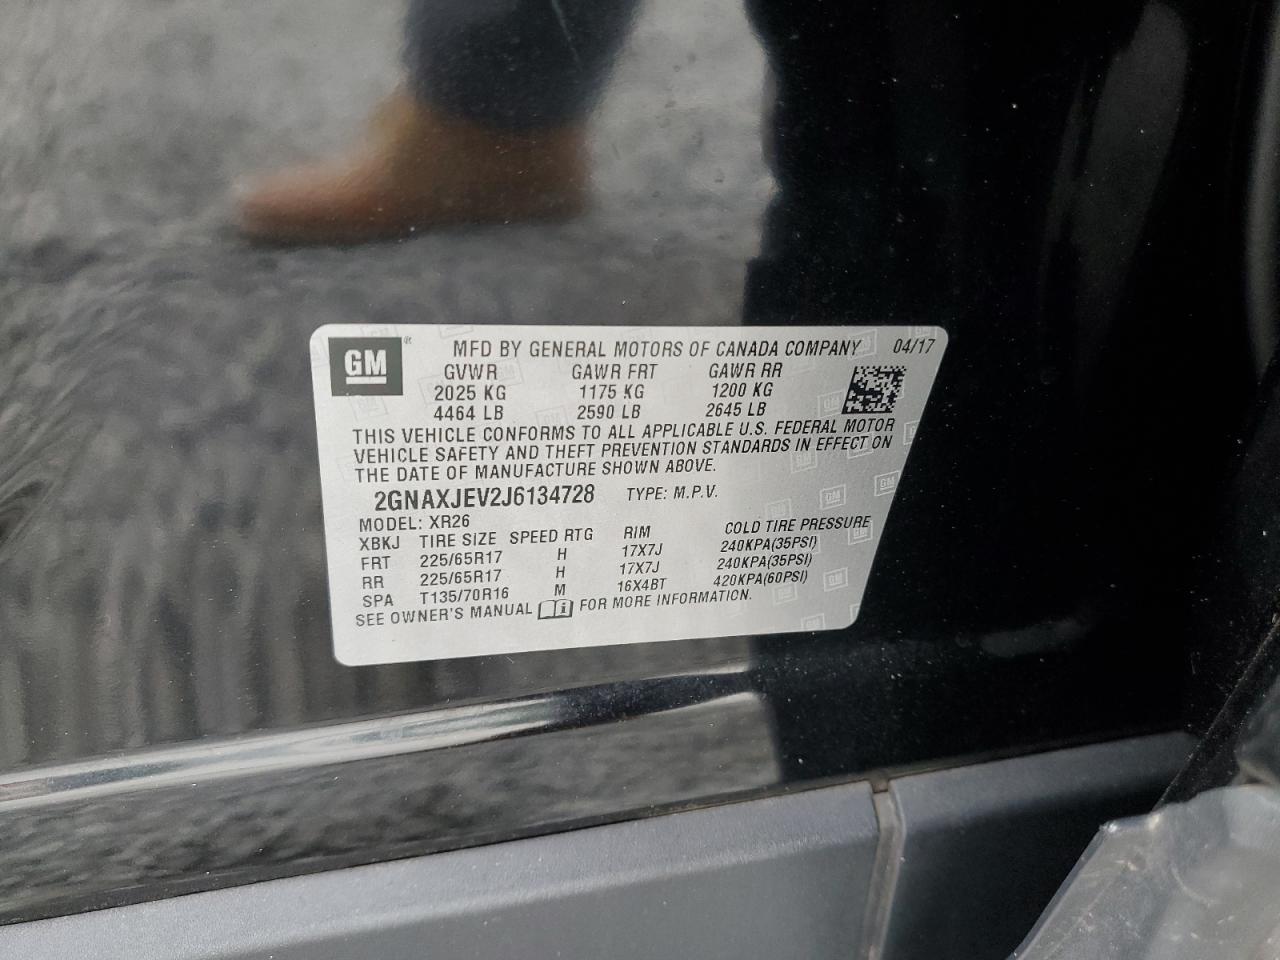 GM ® MFD BY GENERAL MOTORS OF CANADA COMPANY 04/17
GVWR GAWR FRT GAWR RR
2025 KG 1175 KG 1200 KG
4464 LB 2590 LB 2645 LB
THIS VEHICLE CONFORMS TO ALL APPLICABLE U.S. FEDERAL MOTOR
VEHICLE SAFETY AND THEFT PREVENTION STANDARDS IN EFFECT ON
THE DATE OF MANUFACTURE SHOWN ABOVE.
2GNAXJEV2J6134728 TYPE: M.P.V.
MODEL: XR26
XBKJ TIRE SIZE SPEED RTG RIM COLD TIRE PRESSURE
FRT 225/65R17 H 17X7J 240KPA(35PSI)
RR 225/65R17 H 17X7J 240KPA(35PSI)
SPA T135/70R16 M 16X4BT 420KPA(60PSI)
SEE OWNER'S MANUAL FOR MORE INFORMATION.